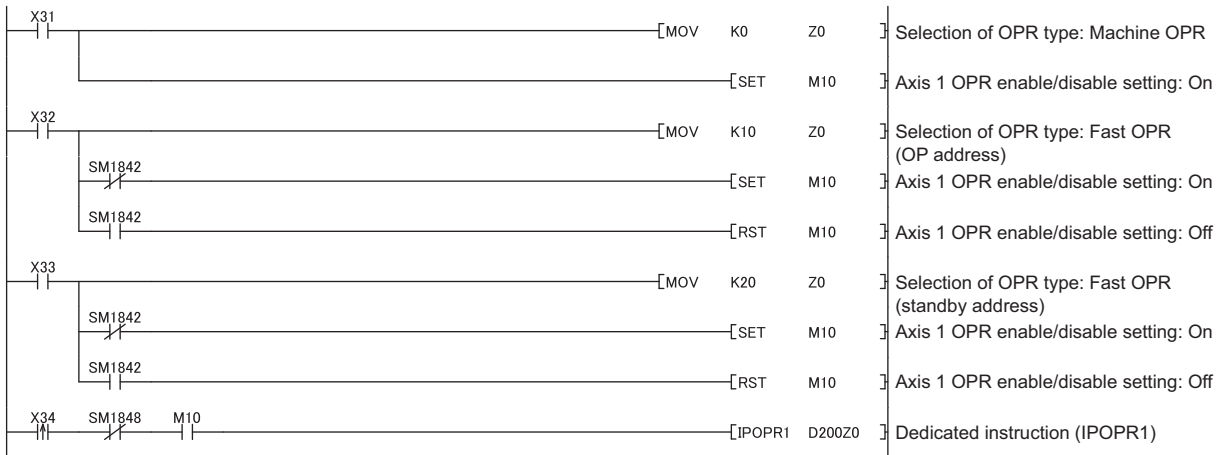 X31
[MOV K0 Z0 ] Selection of OPR type: Machine OPR
[SET M10 ] Axis 1 OPR enable/disable setting: On
X32
[MOV K10 Z0 ] Selection of OPR type: Fast OPR
(OP address)
SM1842
[SET M10 ] Axis 1 OPR enable/disable setting: On
SM1842
[RST M10 ] Axis 1 OPR enable/disable setting: Off
X33
[MOV K20 Z0 ] Selection of OPR type: Fast OPR
(standby address)
SM1842
[SET M10 ] Axis 1 OPR enable/disable setting: On
SM1842
[RST M10 ] Axis 1 OPR enable/disable setting: Off
X34 SM1848 M10
[IPOPR1 D200Z0 ] Dedicated instruction (IPOPR1)